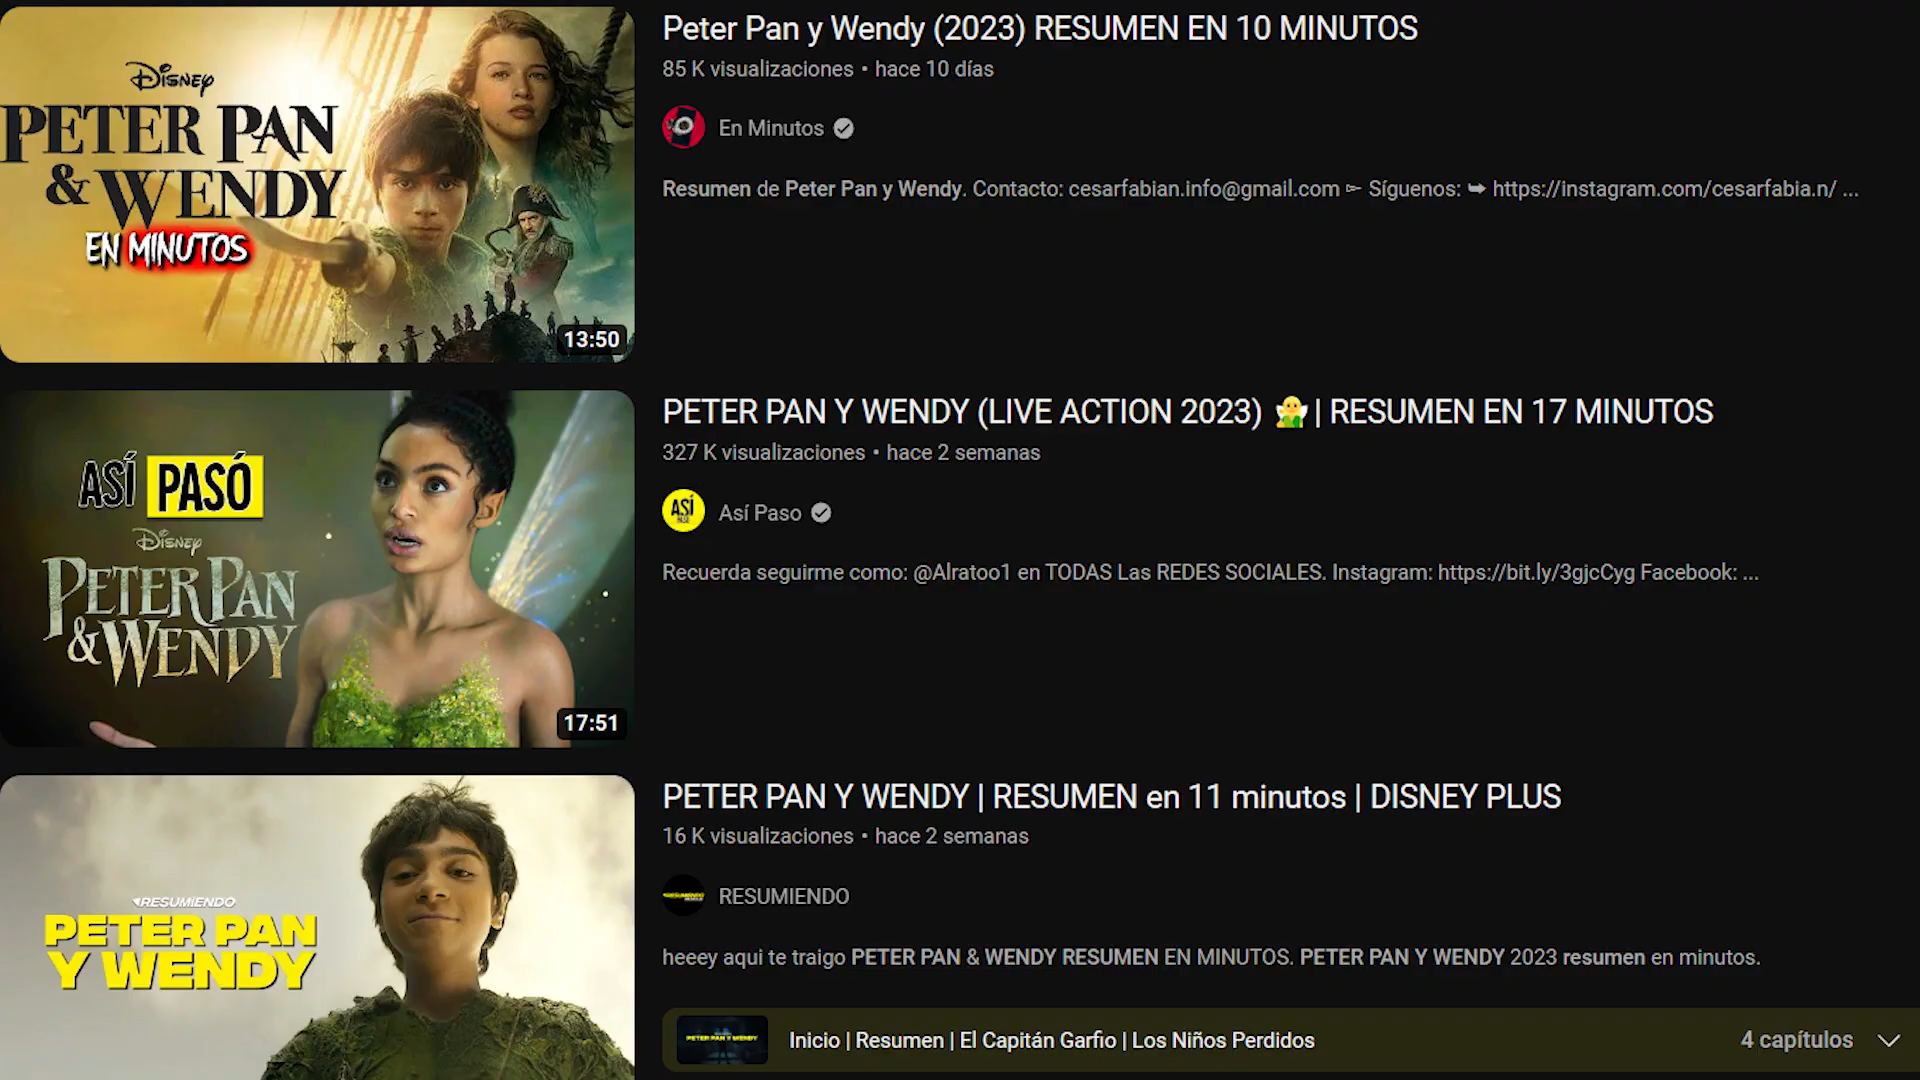 Disney
PETER PAN
& WENDY
EN MINUTOS
13:50
Peter Pan y Wendy (2023) RESUMEN EN 10 MINUTOS
85 K visualizaciones • hace 10 días
En Minutos
Resumen de Peter Pan y Wendy. Contacto: cesarfabian.info@gmail.com ➛ Síguenos: ➥ https://instagram.com/cesarfabia.n/ ...
ASÍ PASÓ
Disney
PETER PAN
& WENDY
17:51
PETER PAN Y WENDY (LIVE ACTION 2023) 🧚 | RESUMEN EN 17 MINUTOS
327 K visualizaciones • hace 2 semanas
ASÍ
PASÓ
Así Paso
Recuerda seguirme como: @Alratoo1 en TODAS Las REDES SOCIALES. Instagram: https://bit.ly/3gjcCyg Facebook: ...
RESUMIENDO
PETER PAN
Y WENDY
PETER PAN Y WENDY | RESUMEN en 11 minutos | DISNEY PLUS
16 K visualizaciones • hace 2 semanas
RESUMIENDO
RESUMIENDO
heeey aqui te traigo PETER PAN & WENDY RESUMEN EN MINUTOS. PETER PAN Y WENDY 2023 resumen en minutos.
PETER PAN Y WENDY
Inicio | Resumen | El Capitán Garfio | Los Niños Perdidos
4 capítulos